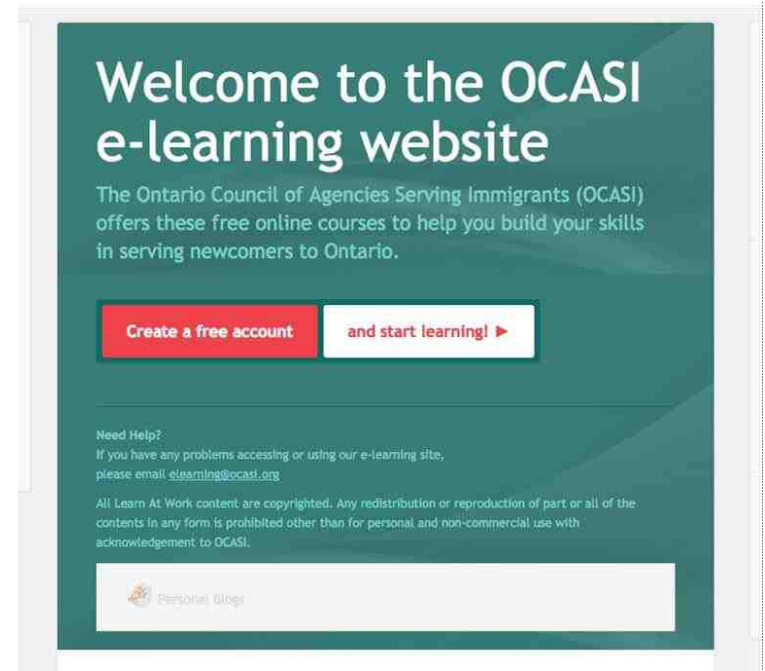 Welcome to the OCASI
e-learning website
The Ontario Council of Agencies Serving Immigrants (OCASI)
offers these free online courses to help you build your skills
in serving newcomers to Ontario.
Create a free account
and start learning! ►
Need Help?
If you have any problems accessing or using our e-learning site,
please email elearning@ocasi.org
All Learn At Work content are copyrighted. Any redistribution or reproduction of part or all of the
contents in any form is prohibited other than for personal and non-commercial use with
acknowledgement to OCASI.
Personal Blogs